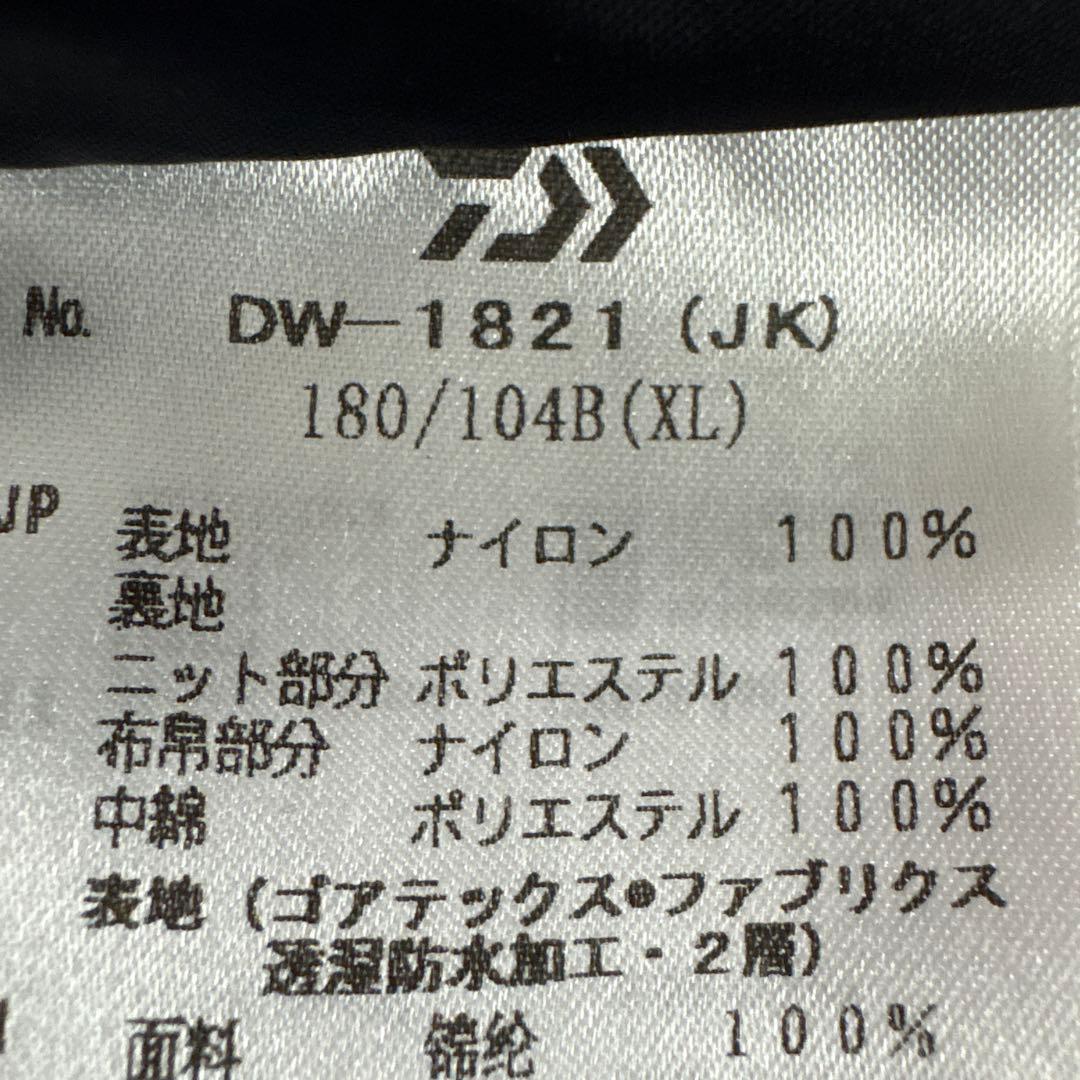 No. DW-1821(JK)
180/104B(XL)
JP 表地 ナイロン 100%
裏地
ニット部分 ポリエステル 100%
布帛部分 ナイロン 100%
中綿 ポリエステル 100%
表地(ゴアテックス®ファブリクス
透湿防水加工・2層)
面料 锦纶 100%